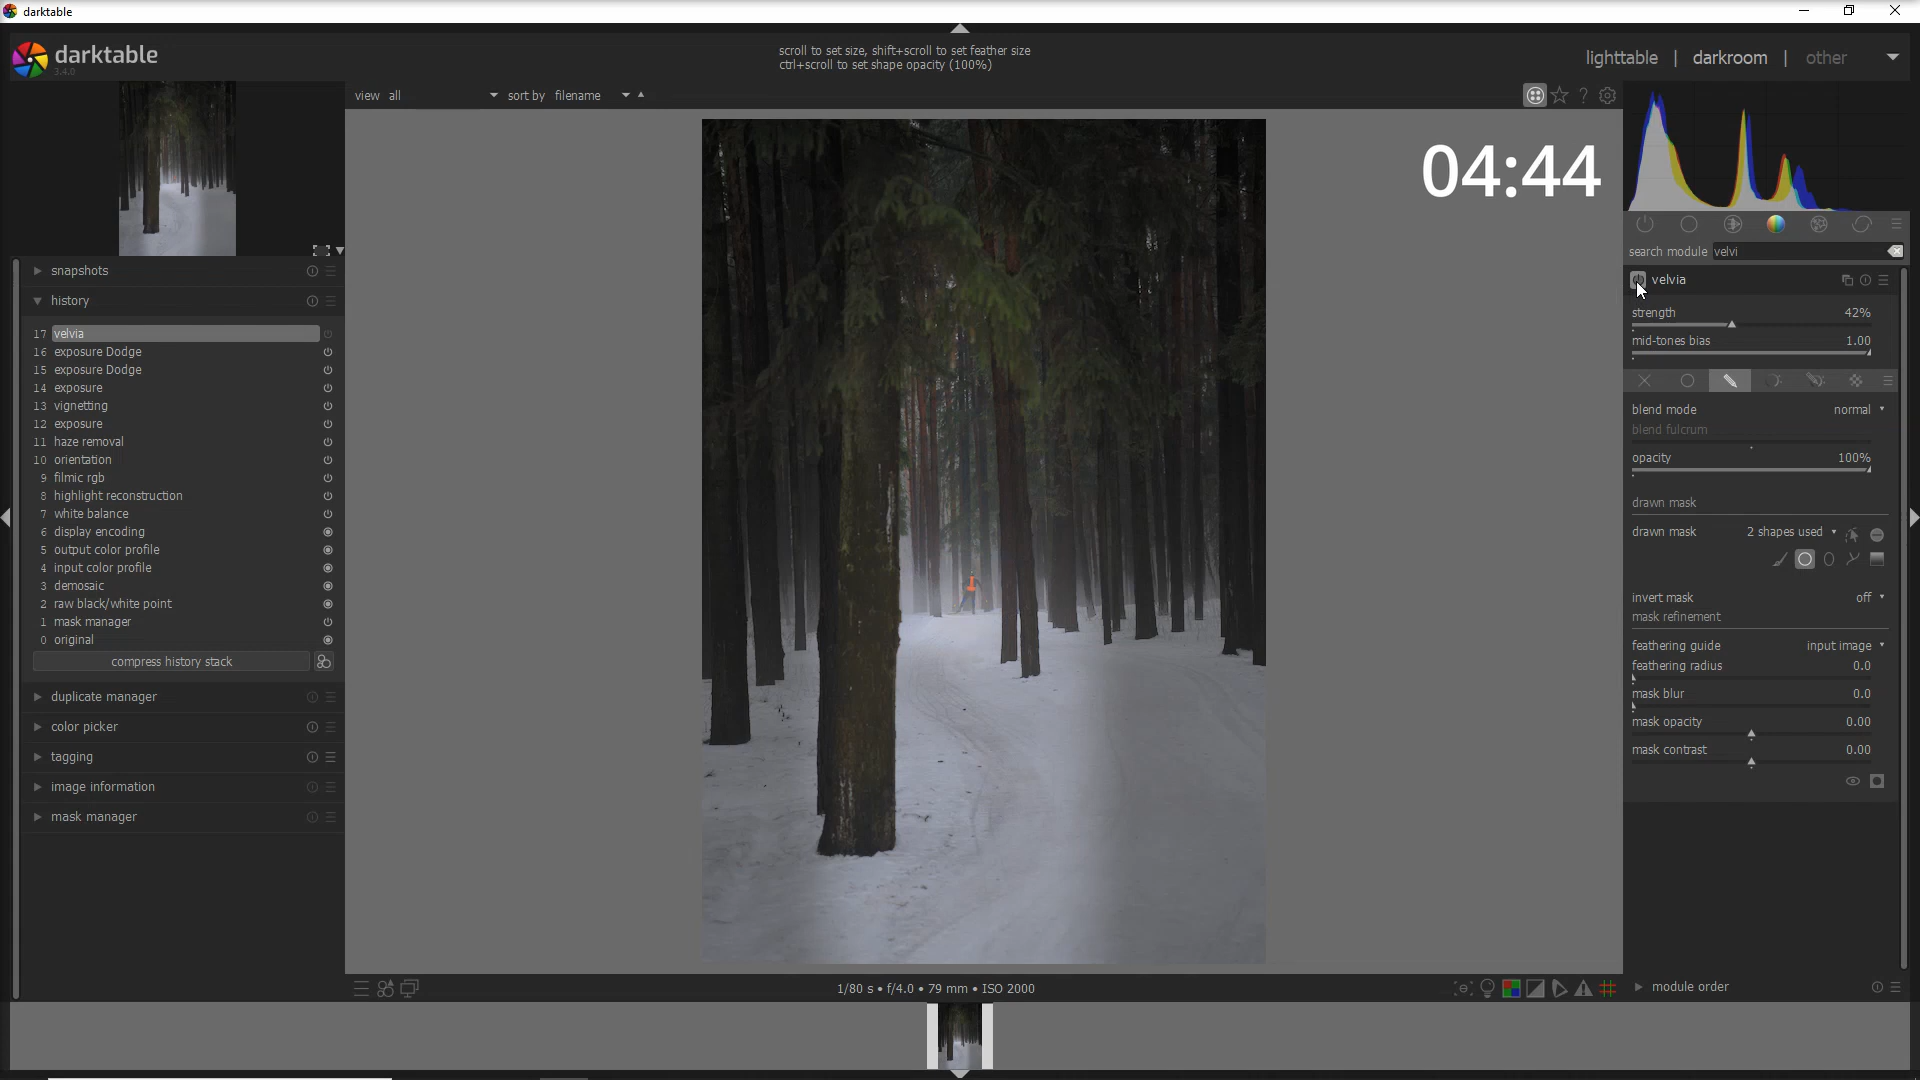 darktable
darktable
3.4.0
scroll to set size, shift+scroll to set feather size
ctrl+scroll to set shape opacity (100%)
lighttable | darkroom | other
view all sort by filename
04:44
search module velvi
velvia
strength 42%
mid-tones bias 1.00
blend mode normal
blend fulcrum
opacity 100%
drawn mask
drawn mask 2 shapes used
invert mask off
mask refinement
feathering guide input image
feathering radius 0.0
mask blur 0.0
mask opacity 0.00
mask contrast 0.00
module order
snapshots
history
17 velvia
16 exposure Dodge
15 exposure Dodge
14 exposure
13 vignetting
12 exposure
11 haze removal
10 orientation
9 filmic rgb
8 highlight reconstruction
7 white balance
6 display encoding
5 output color profile
4 input color profile
3 demosaic
2 raw black/white point
1 mask manager
0 original
compress history stack
duplicate manager
color picker
tagging
image information
mask manager
1/80 s • f/4.0 • 79 mm • ISO 2000